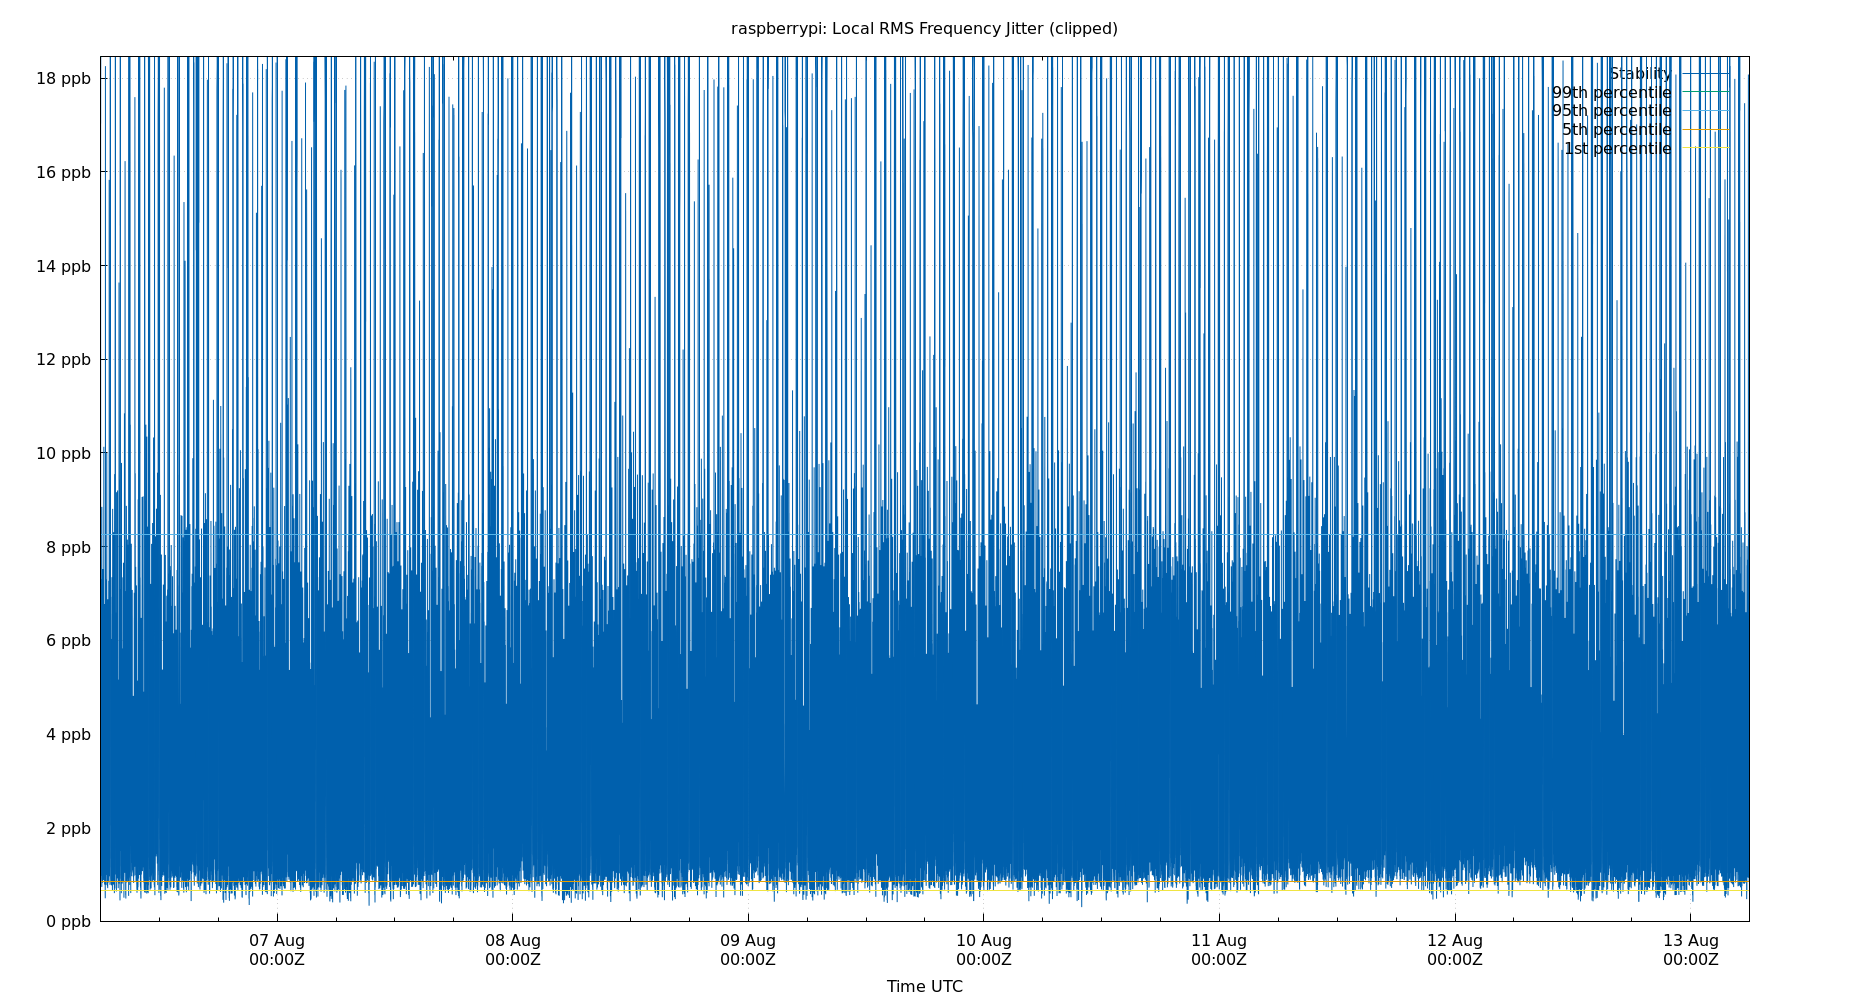 raspberrypi: Local RMS Frequency Jitter (clipped)
18 ppb
16 ppb
14 ppb
12 ppb
10 ppb
8 ppb
6 ppb
4 ppb
2 ppb
0 ppb
Stability
99th percentile
95th percentile
5th percentile
1st percentile
07 Aug
00:00Z
08 Aug
00:00Z
09 Aug
00:00Z
10 Aug
00:00Z
11 Aug
00:00Z
12 Aug
00:00Z
13 Aug
00:00Z
Time UTC